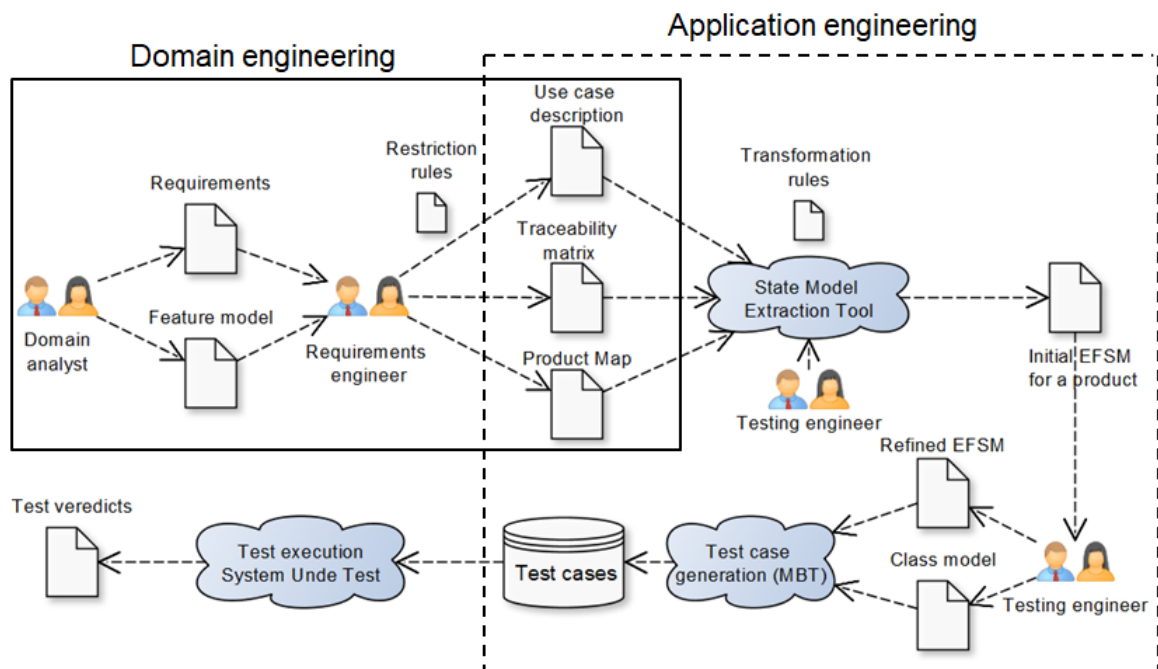 Application engineering
Domain engineering
Use case
description
Restriction
rules
Transformation
rules
Requirements
Traceability
matrix
State Model
Extraction Tool
Feature model
Domain
analyst
Requirements
engineer
Product Map
Initial EFSM
for a product
Testing engineer
Refined EFSM
Test veredicts
Test execution
System Unde Test
Test cases
Test case
generation (MBT)
Class model
Testing engineer